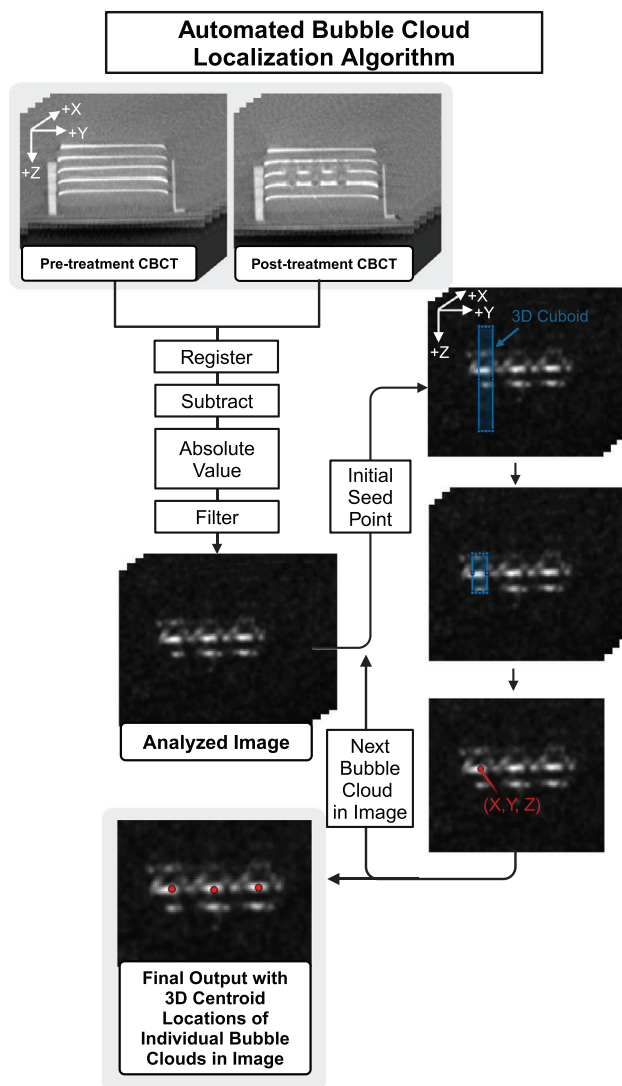 Automated Bubble Cloud
Localization Algorithm
+X
+Y
+Z
Pre-treatment CBCT
Post-treatment CBCT
Register
Subtract
Absolute
Value
Filter
Analyzed Image
Initial
Seed
Point
+X
+Y
+Z
3D Cuboid
(X,Y, Z)
Next
Bubble
Cloud
in Image
Final Output with
3D Centroid
Locations of
Individual Bubble
Clouds in Image